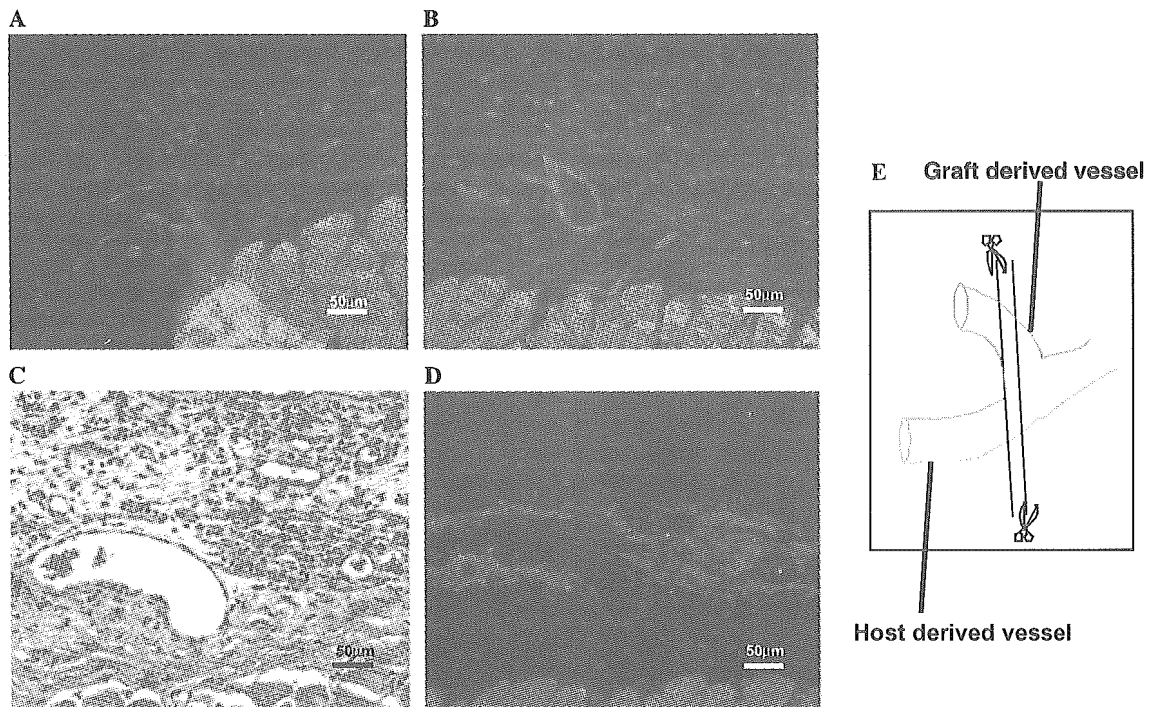 A
B
50µm
50µm
C
D
50µm
50µm
E
Graft derived vessel
Host derived vessel